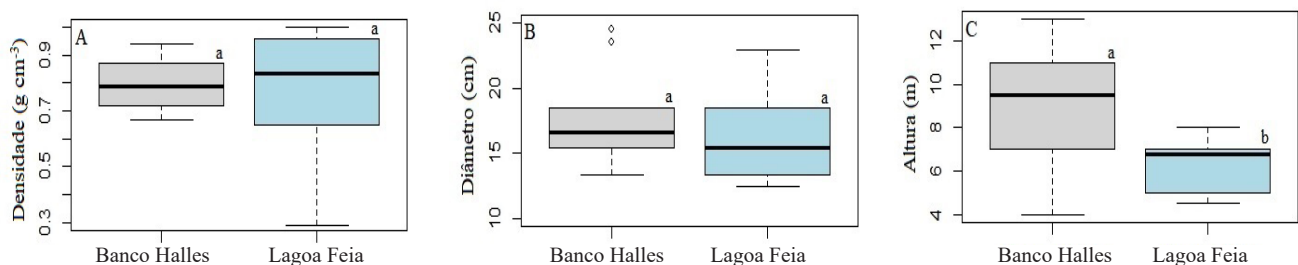 A
Densidade (g cm⁻³)
0.9
0.7
0.5
0.3
a
a
Banco Halles
Lagoa Feia
B
Diâmetro (cm)
25
20
15
10
a
a
Banco Halles
Lagoa Feia
C
Altura (m)
12
10
8
6
4
a
b
Banco Halles
Lagoa Feia